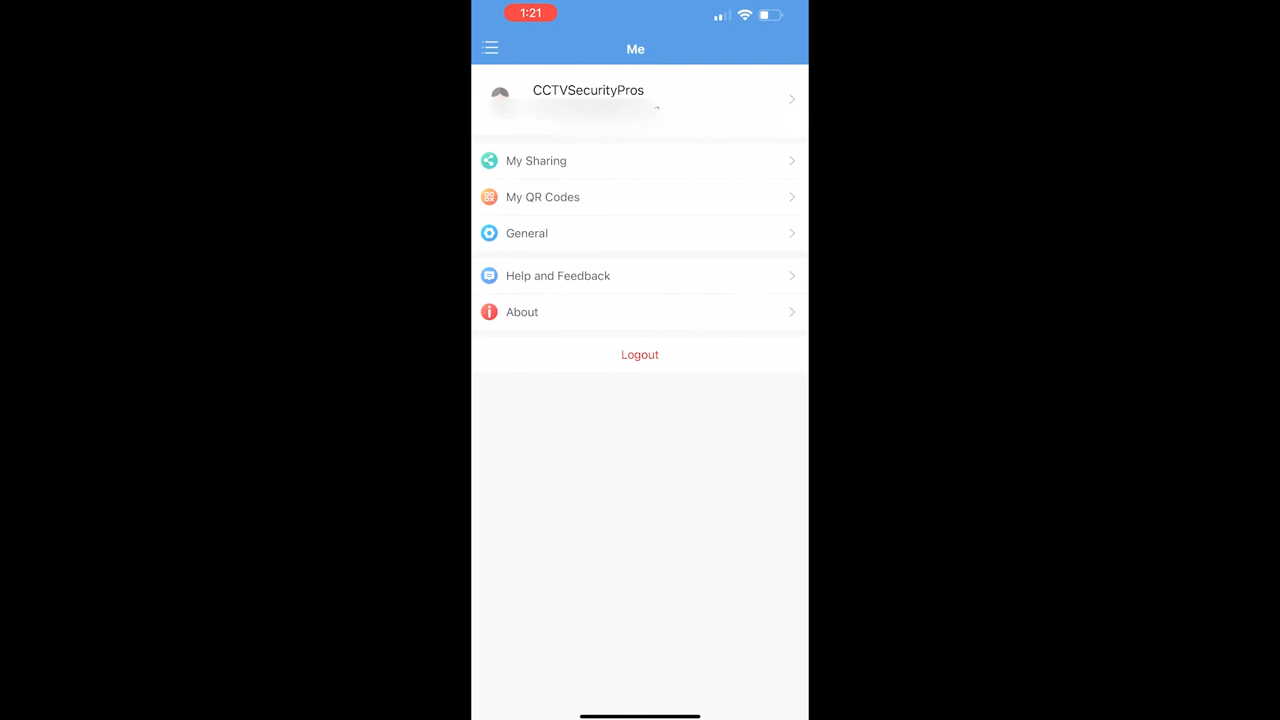 1:21
Me
CCTVSecurityPros
My Sharing
My QR Codes
General
Help and Feedback
About
Logout